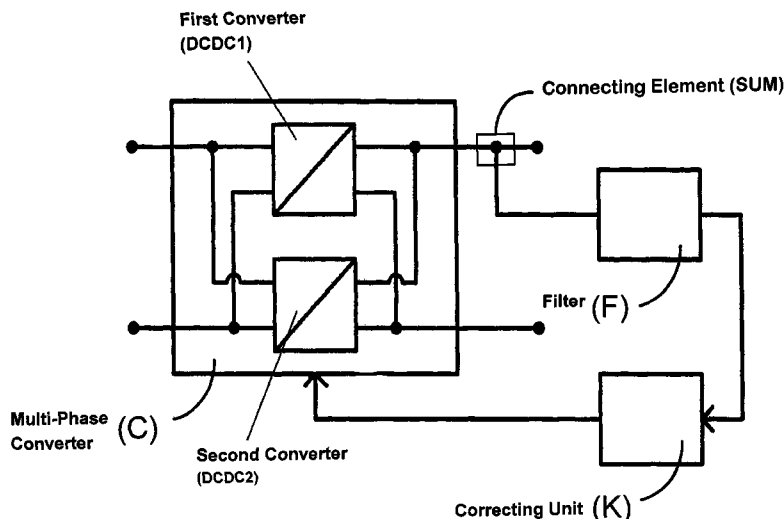 First Converter
(DCDC1)
Connecting Element (SUM)
Filter (F)
Multi-Phase (C)
Converter
Second Converter
(DCDC2)
Correcting Unit (K)